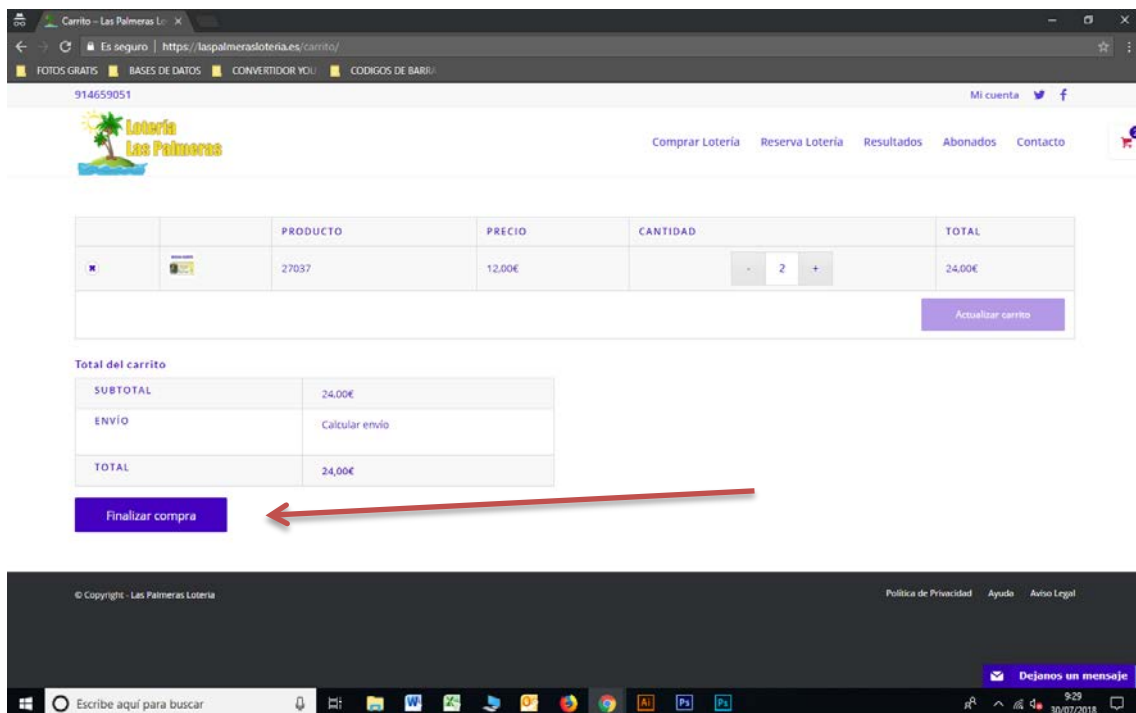 Carrito – Las Palmeras Lo
Es seguro | https://laspalmerasloteria.es/carrito/
FOTOS GRATIS BASES DE DATOS CONVERTIDOR YOU CODIGOS DE BARRA
914659051 Mi cuenta
Lotería
Las Palmeras
Comprar Lotería Reserva Lotería Resultados Abonados Contacto
PRODUCTO PRECIO CANTIDAD TOTAL
27037 12,00€ - 2 + 24,00€
Actualizar carrito
Total del carrito
SUBTOTAL 24,00€
ENVÍO Calcular envío
TOTAL 24,00€
Finalizar compra
© Copyright - Las Palmeras Loteria Política de Privacidad Ayuda Aviso Legal
Dejanos un mensaje
Escribe aquí para buscar
9:29
30/07/2018